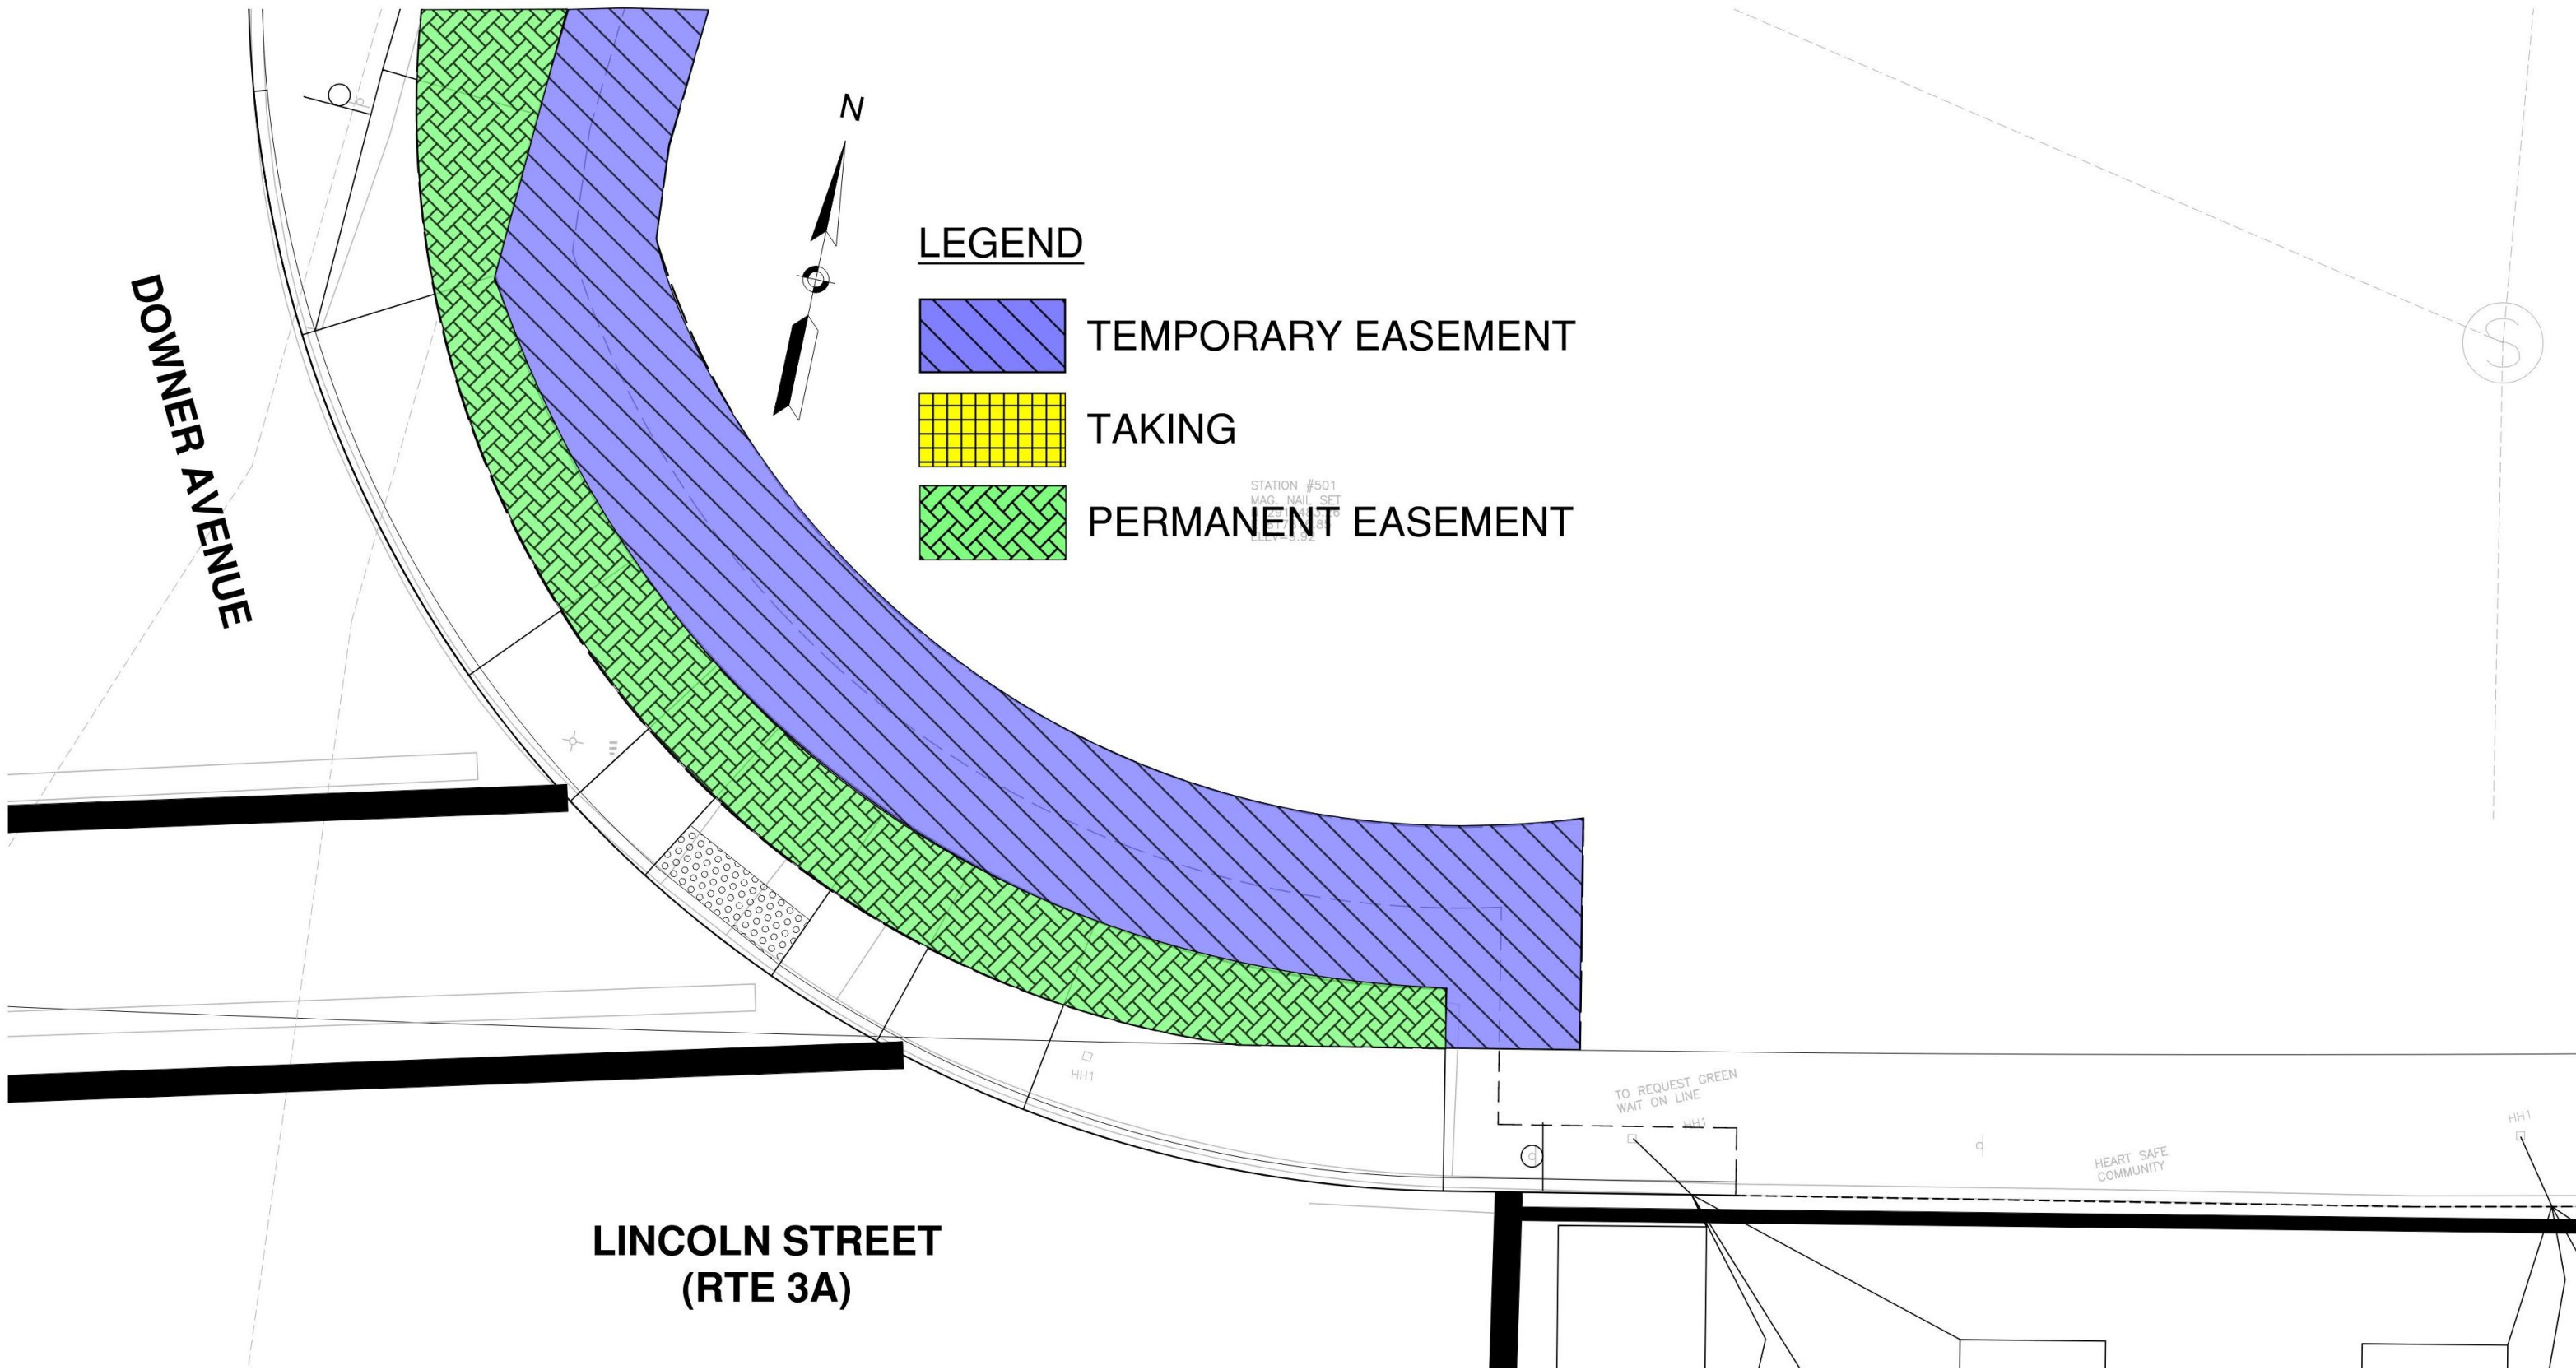 N
LEGEND
TEMPORARY EASEMENT
TAKING
STATION #501
MAG. NAIL SET
PERMANENT EASEMENT
DOWNER AVENUE
S
HH1
TO REQUEST GREEN
WAIT ON LINE
HH1
HH1
HEART SAFE
COMMUNITY
LINCOLN STREET
(RTE 3A)